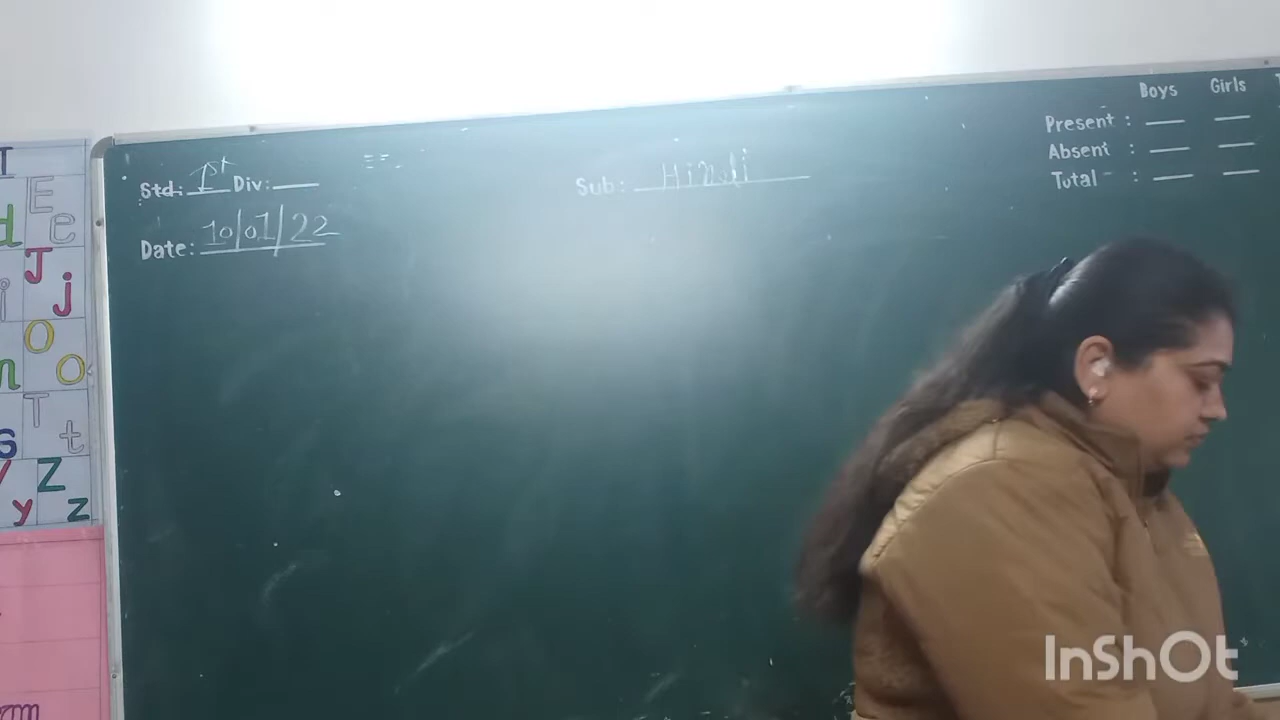 Boys Girls
Present : — —
Absent : — —
Total : — —
Std: 1st Div:
Sub: Hindi
Date: 10/01/22
I
d E e
i J j
n O o
s T t
y Z z
InShOt